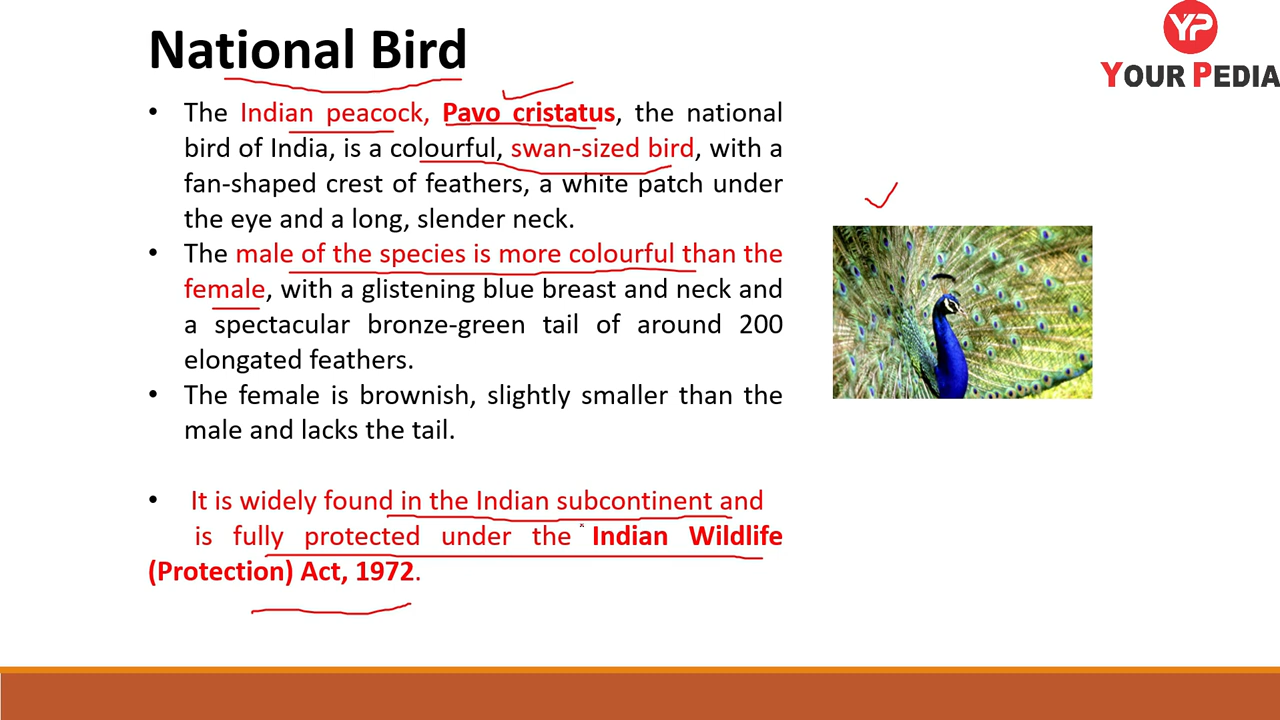 National Bird
YP
YOUR PEDIA
• The Indian peacock, Pavo cristatus, the national
bird of India, is a colourful, swan-sized bird, with a
fan-shaped crest of feathers, a white patch under
the eye and a long, slender neck.
• The male of the species is more colourful than the
female, with a glistening blue breast and neck and
a spectacular bronze-green tail of around 200
elongated feathers.
• The female is brownish, slightly smaller than the
male and lacks the tail.
• It is widely found in the Indian subcontinent and
is fully protected under the Indian Wildlife
(Protection) Act, 1972.